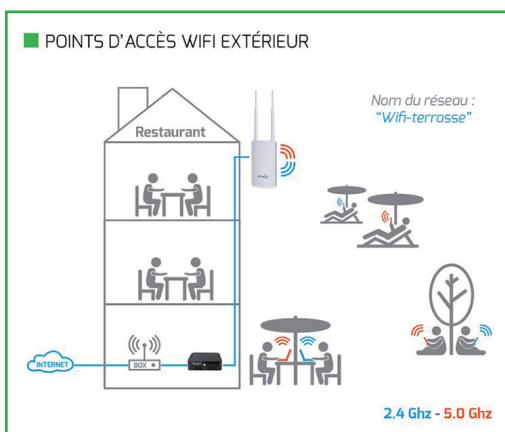 POINTS D'ACCÈS WIFI EXTÉRIEUR
Nom du réseau :
"Wifi-terrasse"
Restaurant
INTERNET
BOX
2.4 Ghz - 5.0 Ghz